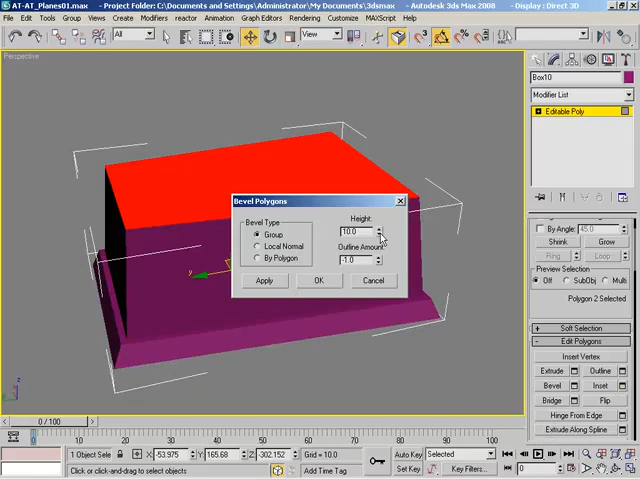 AT-AT_Planes01.max - Project Folder: C:\Documents and Settings\Administrator\My Documents\3dsmax - Autodesk 3ds Max 2008 - Display : Direct 3D
File Edit Tools Group Views Create Modifiers reactor Animation Graph Editors Rendering Customize MAXScript Help
All View
Perspective
Box10
Modifier List
Editable Poly
Bevel Polygons
Bevel Type
Group
Local Normal
By Polygon
Height:
10.0
Outline Amount:
-1.0
Apply OK Cancel
By Angle: 45.0
Shrink Grow
Ring Loop
Preview Selection
Off SubObj Multi
Polygon 2 Selected
+ Soft Selection
- Edit Polygons
Insert Vertex
Extrude Outline
Bevel Inset
Bridge Flip
Hinge From Edge
Extrude Along Spline
y
z
x
0 / 100
0 10 20 30 40 50 60 70 80 90 100
1 Object Selected X: -53.975 Y: 165.68 Z: -302.152 Grid = 10.0
Click or click-and-drag to select objects Add Time Tag
Auto Key Selected
Set Key Key Filters... 0